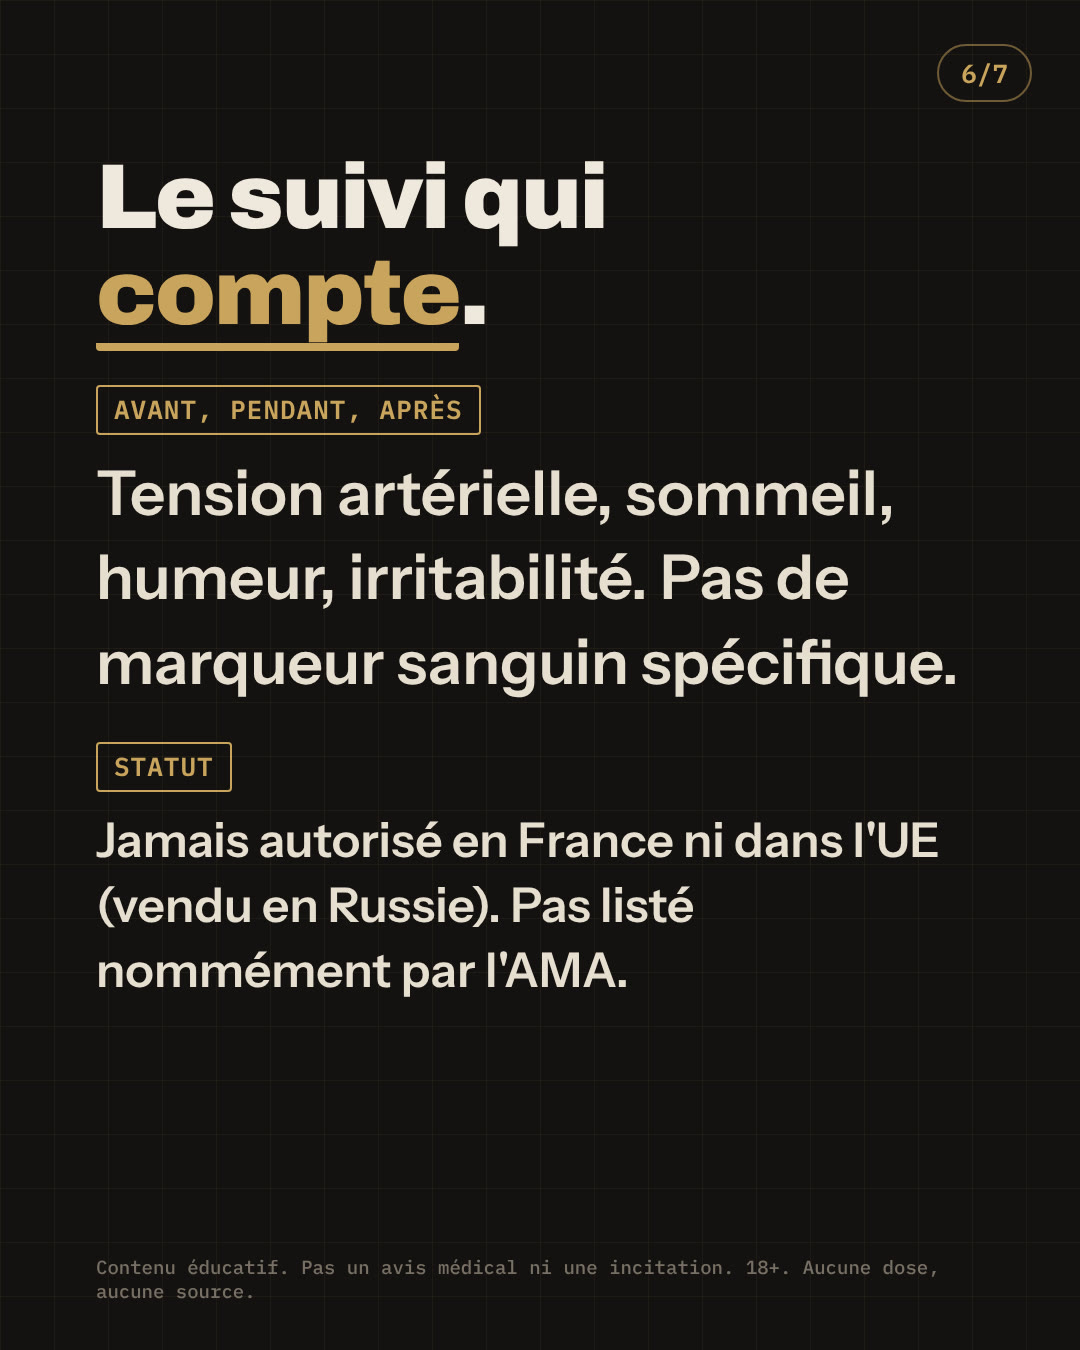 6/7
Le suivi qui
compte.
AVANT, PENDANT, APRÈS
Tension artérielle, sommeil,
humeur, irritabilité. Pas de
marqueur sanguin spécifique.
STATUT
Jamais autorisé en France ni dans l'UE
(vendu en Russie). Pas listé
nommément par l'AMA.
Contenu éducatif. Pas un avis médical ni une incitation. 18+. Aucune dose,
aucune source.